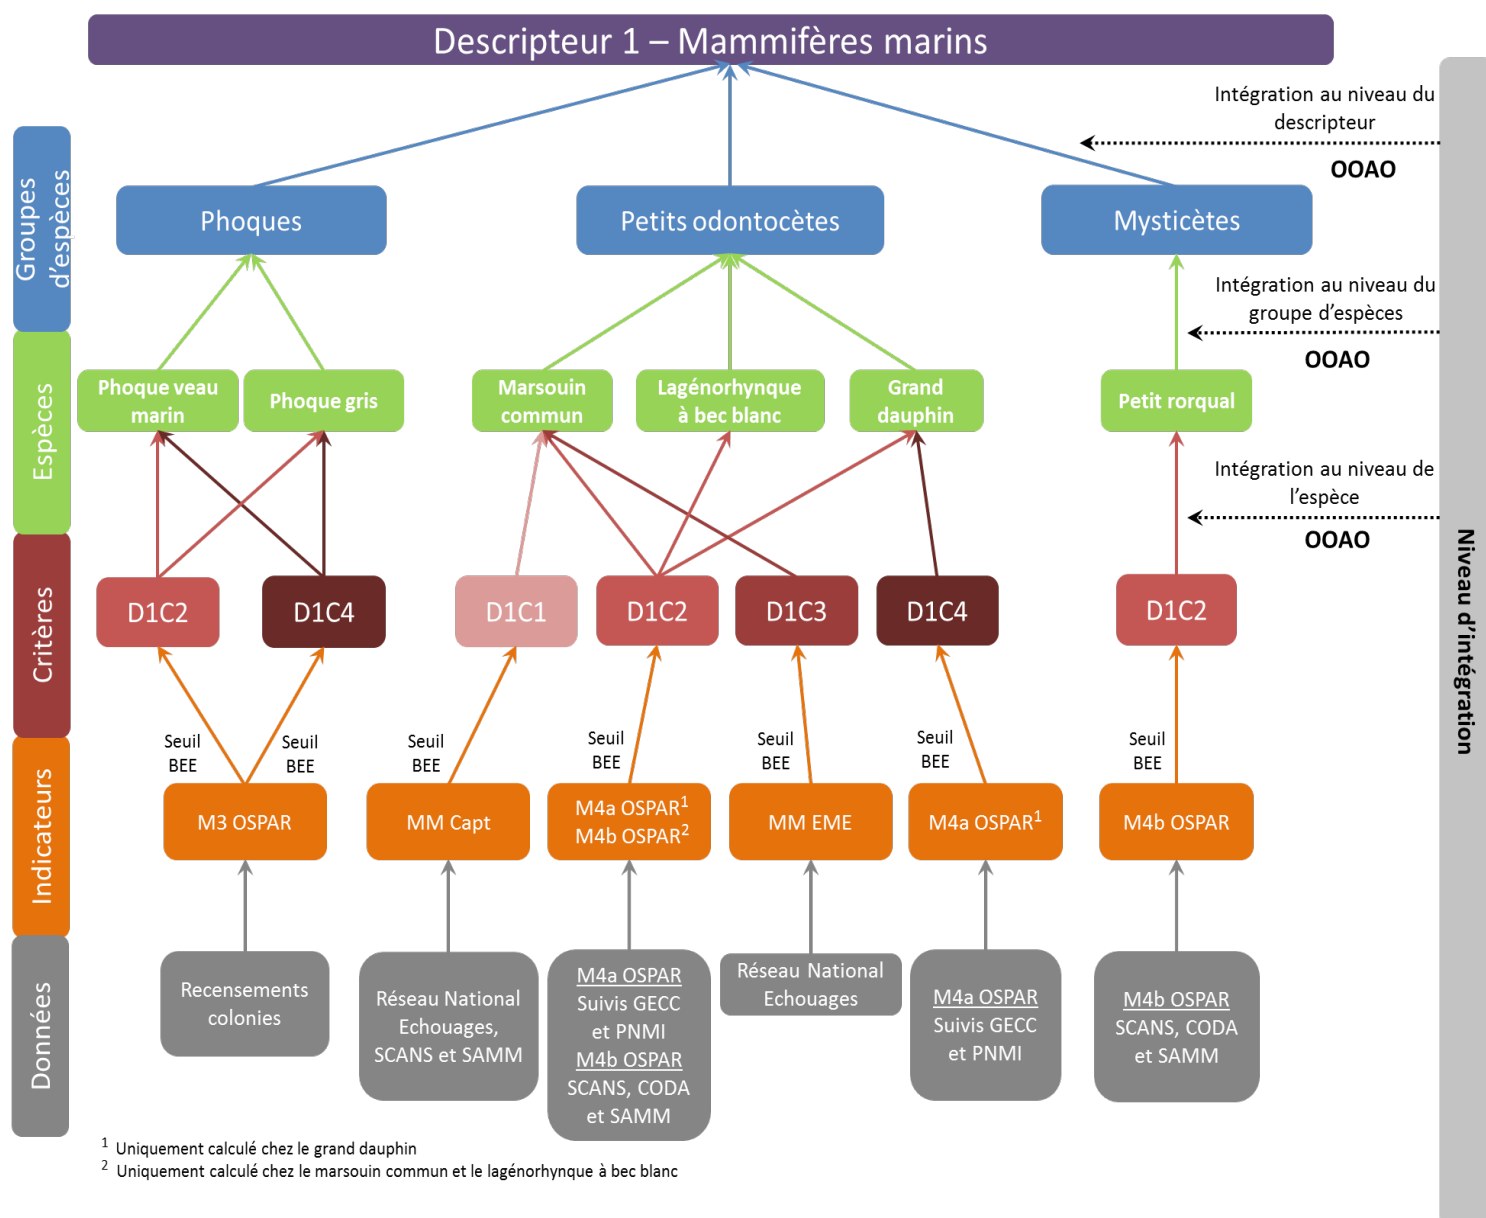 Descripteur 1 – Mammifères marins
Intégration au niveau du
descripteur
OOAO
Groupes
d'espèces
Phoques
Petits odontocètes
Mysticètes
Intégration au niveau du
groupe d'espèces
OOAO
Espèces
Phoque veau
marin
Phoque gris
Marsouin
commun
Lagénorhynque
à bec blanc
Grand
dauphin
Petit rorqual
Intégration au niveau de
l'espèce
OOAO
Niveau d'intégration
Critères
D1C2
D1C4
D1C1
D1C2
D1C3
D1C4
D1C2
Seuil
BEE
Seuil
BEE
Seuil
BEE
Seuil
BEE
Seuil
BEE
Seuil
BEE
Seuil
BEE
Indicateurs
M3 OSPAR
MM Capt
M4a OSPAR¹
M4b OSPAR²
MM EME
M4a OSPAR¹
M4b OSPAR
Données
Recensements
colonies
Réseau National
Echouages,
SCANS et SAMM
M4a OSPAR
Suivis GECC
et PNMI
M4b OSPAR
SCANS, CODA
et SAMM
Réseau National
Echouages
M4a OSPAR
Suivis GECC
et PNMI
M4b OSPAR
SCANS, CODA
et SAMM
¹ Uniquement calculé chez le grand dauphin
² Uniquement calculé chez le marsouin commun et le lagénorhynque à bec blanc